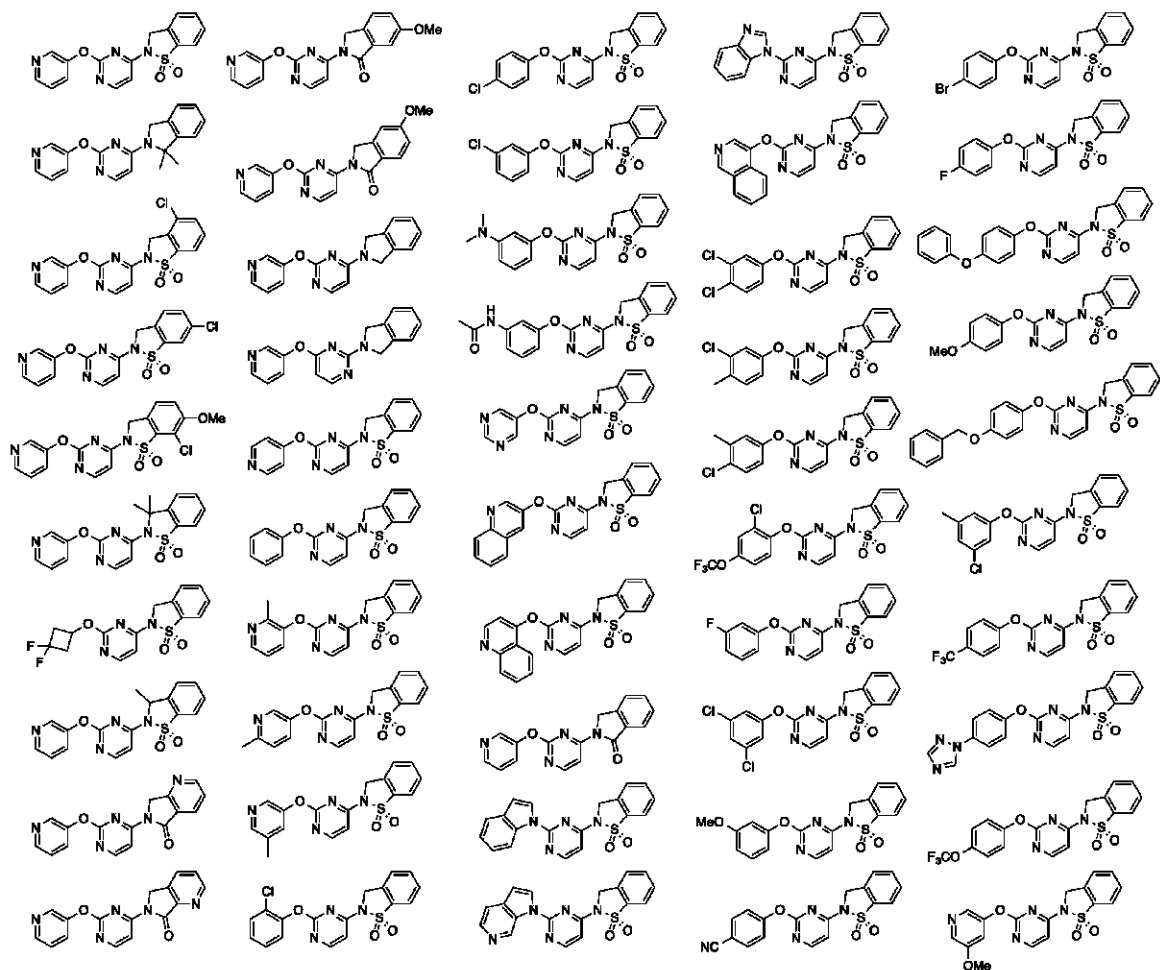 N O N N N S O O
N O N N N
Cl N O N N N S O O
N O N N N S O O Cl
N O N N N S O O OMe Cl
N O N N N S O O
F F O N N N S O O
N O N N N S O O
N O N N N O N
N O N N N O N
N O N N N O OMe
N O N N N O OMe
N O N N N
N O N N N
N O N N N S O O
O N N N S O O
N O N N N S O O
N O N N N S O O
N O N N N S O O
Cl O N N N S O O
Cl O N N N S O O
Cl O N N N S O O
N O N N N S O O
H N O O N N N S O O
N N O N N N S O O
N O N N N S O O
N O N N N S O O
N O N N N O
N N N N S O O
N N N N N S O O
N N N N N S O O
N O N N N S O O
Cl Cl O N N N S O O
Cl O N N N S O O
Cl O N N N S O O
Cl F₃CO O N N N S O O
F O N N N S O O
Cl Cl O N N N S O O
MeO O N N N S O O
NC O N N N S O O
Br O N N N S O O
F O N N N S O O
O O N N N S O O
MeO O N N N S O O
O O N N N S O O
Cl O N N N S O O
F₃C O N N N S O O
N N N O N N N S O O
F₃CO O N N N S O O
N OMe O N N N S O O